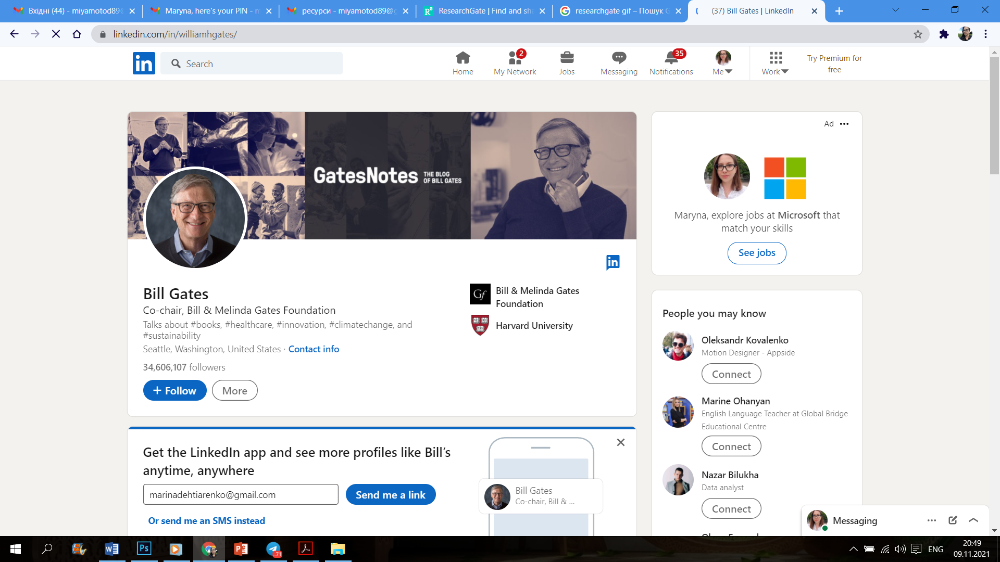 Вхідні (44) - miyamotod89@
Maryna, here's your PIN - m
ресурси - miyamotod89@g
ResearchGate | Find and sha
researchgate gif – Пошук G
(37) Bill Gates | LinkedIn
linkedin.com/in/williamhgates/
in
Search
Home
2
My Network
Jobs
Messaging
35
Notifications
Me
Work
Try Premium for
free
GatesNotes THE BLOG
OF BILL GATES
in
Bill Gates
Co-chair, Bill & Melinda Gates Foundation
Talks about #books, #healthcare, #innovation, #climatechange, and
#sustainability
Seattle, Washington, United States · Contact info
34,606,107 followers
+ Follow
More
Gf
Bill & Melinda Gates
Foundation
Harvard University
Get the LinkedIn app and see more profiles like Bill’s
anytime, anywhere
marinadehtiarenko@gmail.com
Send me a link
Or send me an SMS instead
Bill Gates
Co-chair, Bill & ...
Ad
Maryna, explore jobs at Microsoft that
match your skills
See jobs
People you may know
Oleksandr Kovalenko
Motion Designer - Appside
Connect
Marine Ohanyan
English Language Teacher at Global Bridge
Educational Centre
Connect
Nazar Bilukha
Data analyst
Connect
Messaging
Ps
..71
ENG
20:49
09.11.2021